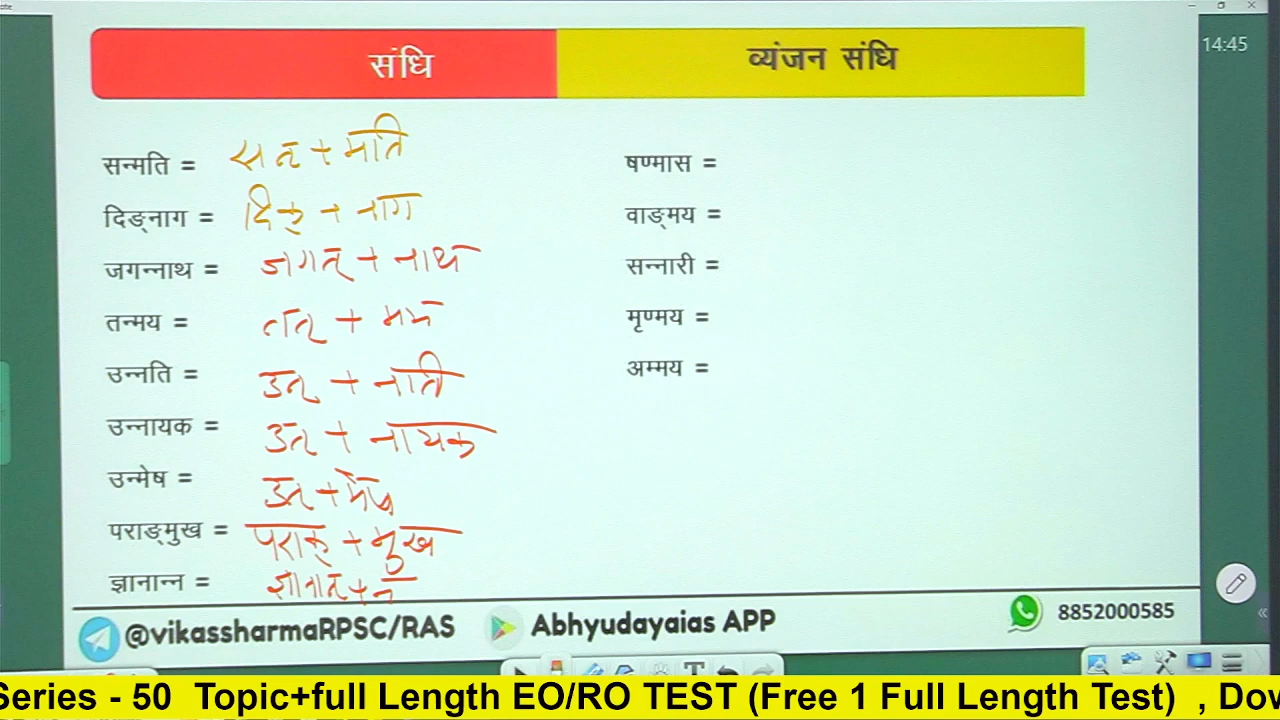 14:45
संधि व्यंजन संधि
सन्मति = सत् + मति
दिङ्नाग = दिक् + नाग
जगन्नाथ = जगत् + नाथ
तन्मय = तत् + मय
उन्नति = उत् + नति
उन्नायक = उत् + नायक
उन्मेष = उत् + मेष
पराङ्मुख = पराक् + मुख
ज्ञानान्न = ज्ञानात् + न
षण्मास =
वाङ्मय =
सन्नारी =
मृण्मय =
अम्मय =
@vikassharmaRPSC/RAS Abhyudayaias APP 8852000585
Series - 50 Topic+full Length EO/RO TEST (Free 1 Full Length Test) , Dow